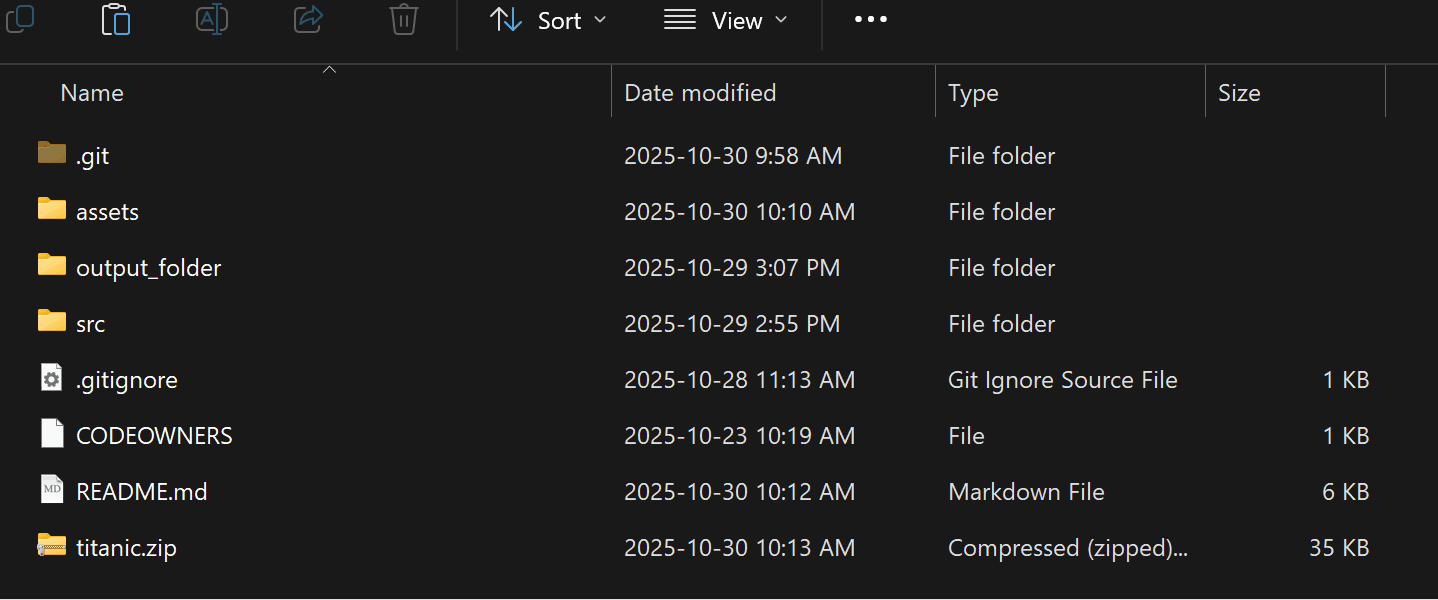 Sort View
Name Date modified Type Size
.git 2025-10-30 9:58 AM File folder
assets 2025-10-30 10:10 AM File folder
output_folder 2025-10-29 3:07 PM File folder
src 2025-10-29 2:55 PM File folder
.gitignore 2025-10-28 11:13 AM Git Ignore Source File 1 KB
CODEOWNERS 2025-10-23 10:19 AM File 1 KB
MD README.md 2025-10-30 10:12 AM Markdown File 6 KB
titanic.zip 2025-10-30 10:13 AM Compressed (zipped)... 35 KB